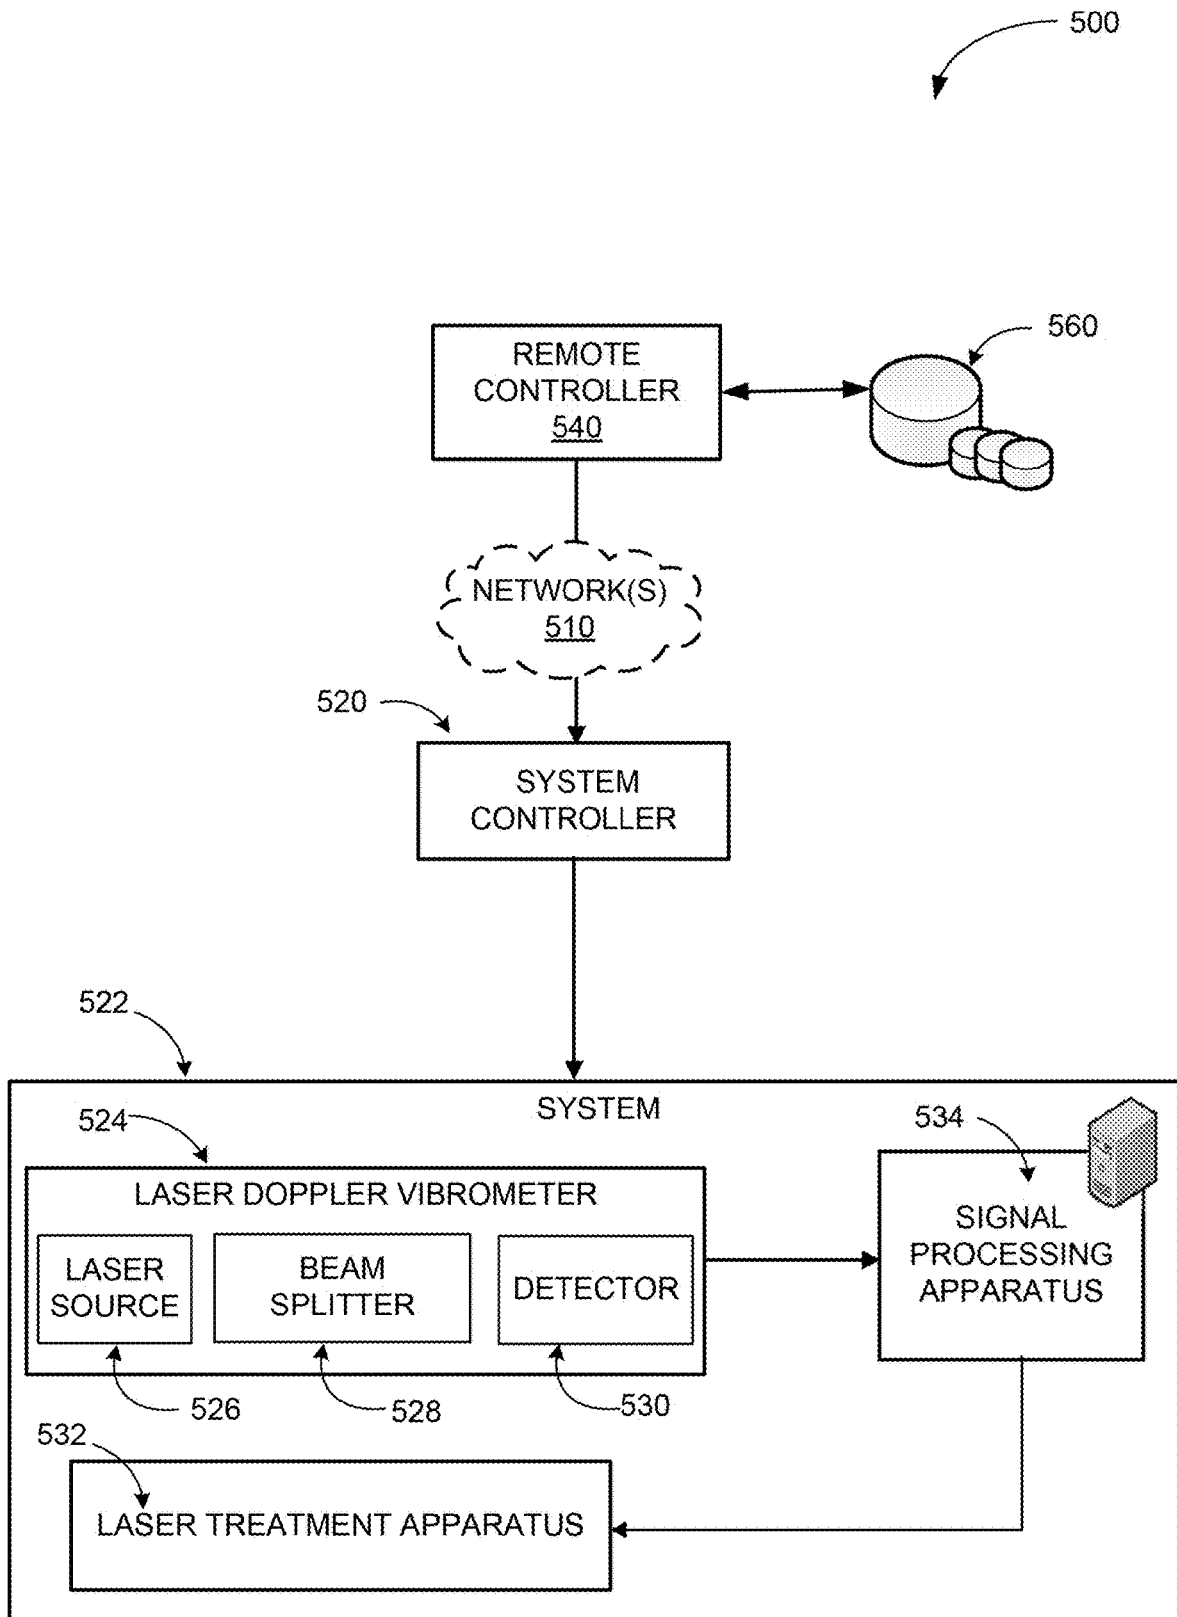 500
REMOTE
CONTROLLER
540
560
NETWORK(S)
510
520
SYSTEM
CONTROLLER
522
SYSTEM
524
LASER DOPPLER VIBROMETER
LASER
SOURCE
BEAM
SPLITTER
DETECTOR
526
528
530
534
SIGNAL
PROCESSING
APPARATUS
532
LASER TREATMENT APPARATUS